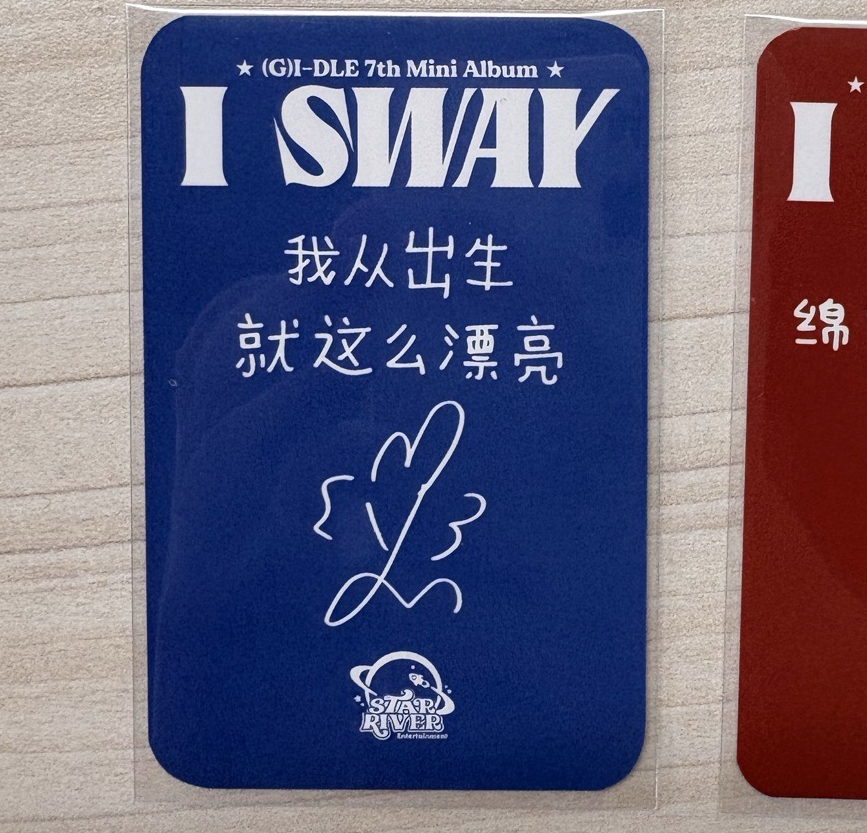 ★ (G)I-DLE 7th Mini Album ★
I SWAY
我从出生
就这么漂亮
STAR
RIVER
Entertainment
★
I
绵